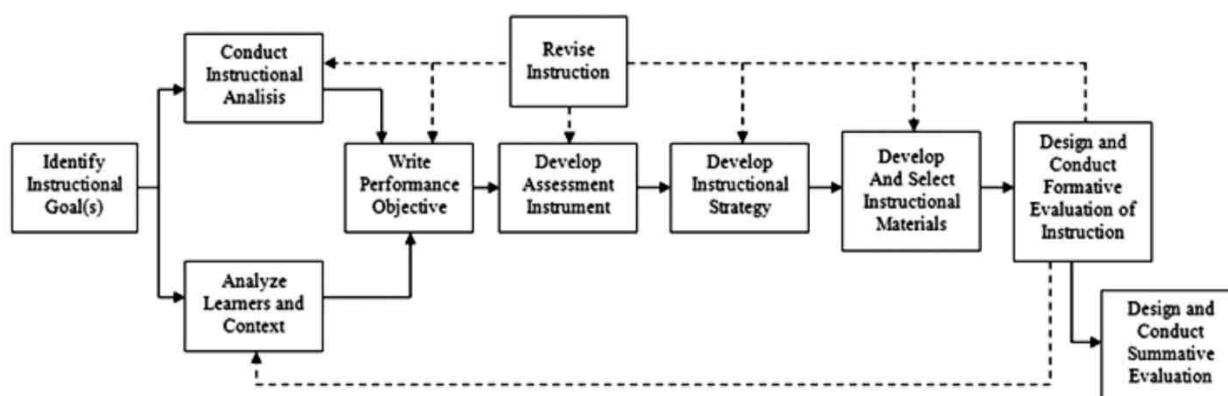 Identify
Instructional
Goal(s)
Conduct
Instructional
Analisis
Analyze
Learners and
Context
Revise
Instruction
Write
Performance
Objective
Develop
Assessment
Instrument
Develop
Instructional
Strategy
Develop
And Select
Instructional
Materials
Design and
Conduct
Formative
Evaluation of
Instruction
Design and
Conduct
Summative
Evaluation